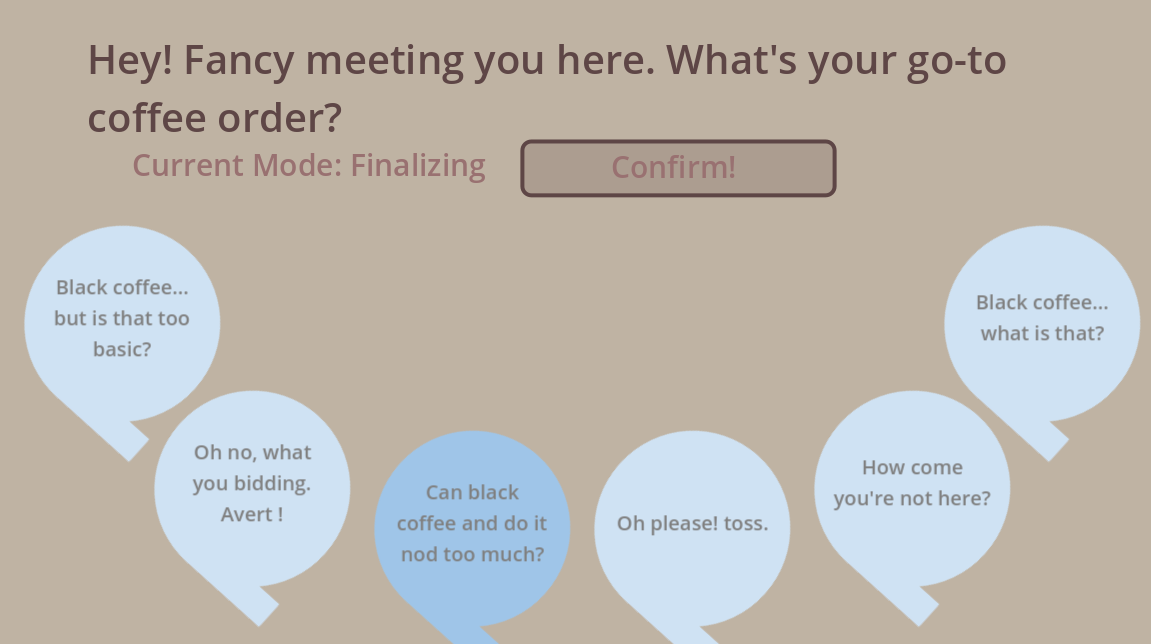 Hey! Fancy meeting you here. What's your go-to
coffee order?
Current Mode: Finalizing
Confirm!
Black coffee...
but is that too
basic?
Oh no, what
you bidding.
Avert !
Can black
coffee and do it
nod too much?
Oh please! toss.
How come
you're not here?
Black coffee...
what is that?